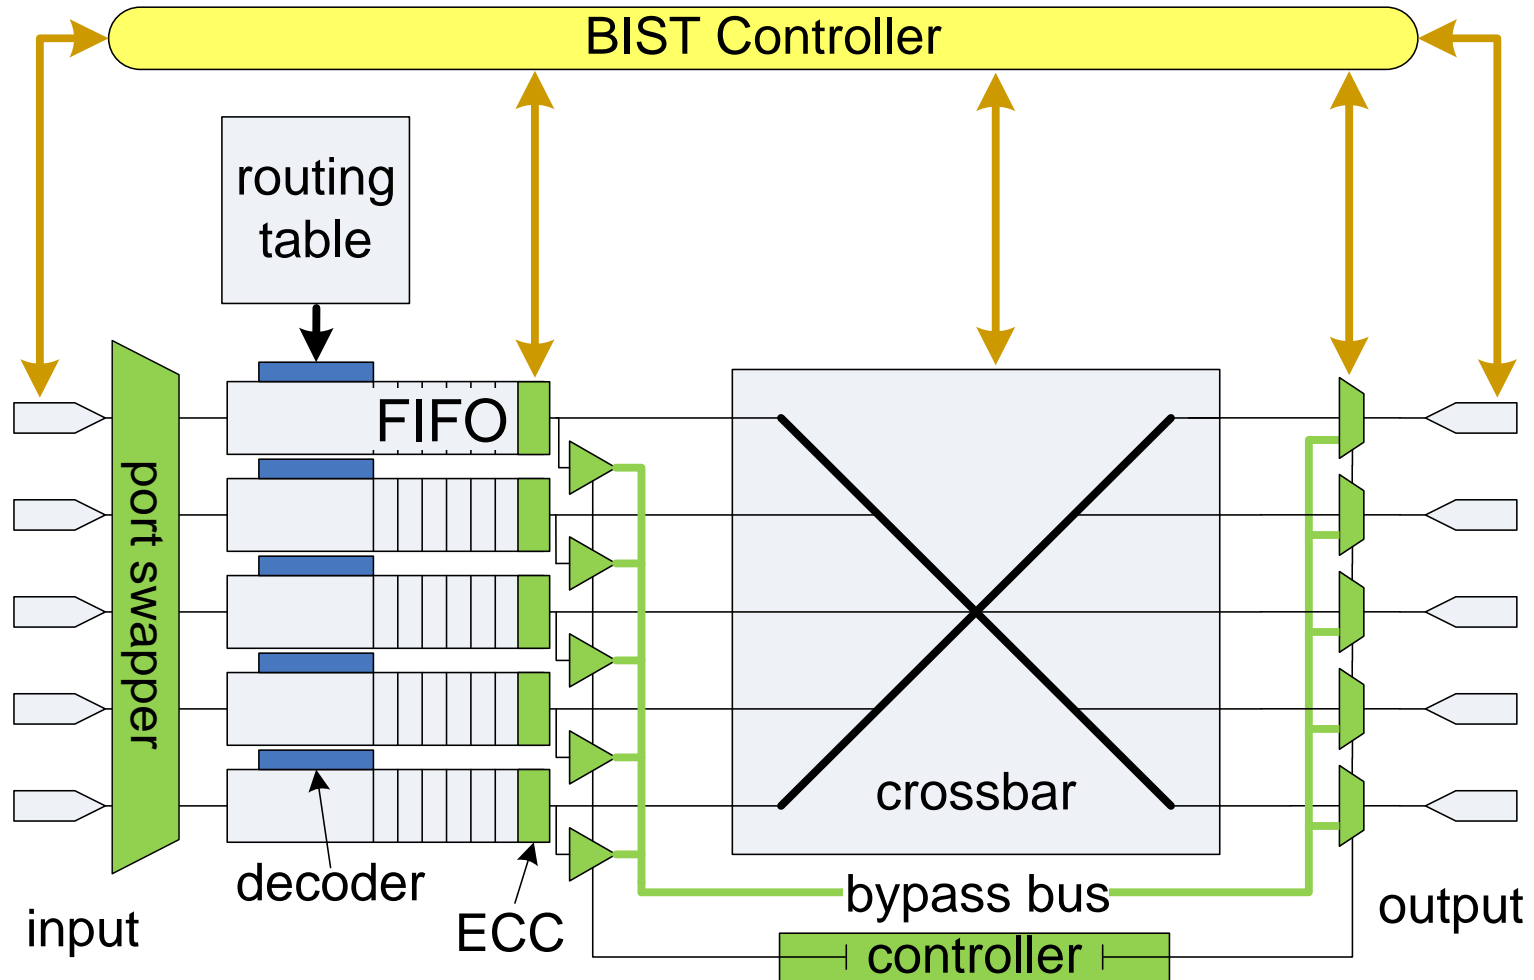 BIST Controller
routing
table
FIFO
port swapper
crossbar
decoder
bypass bus
input
ECC
output
controller